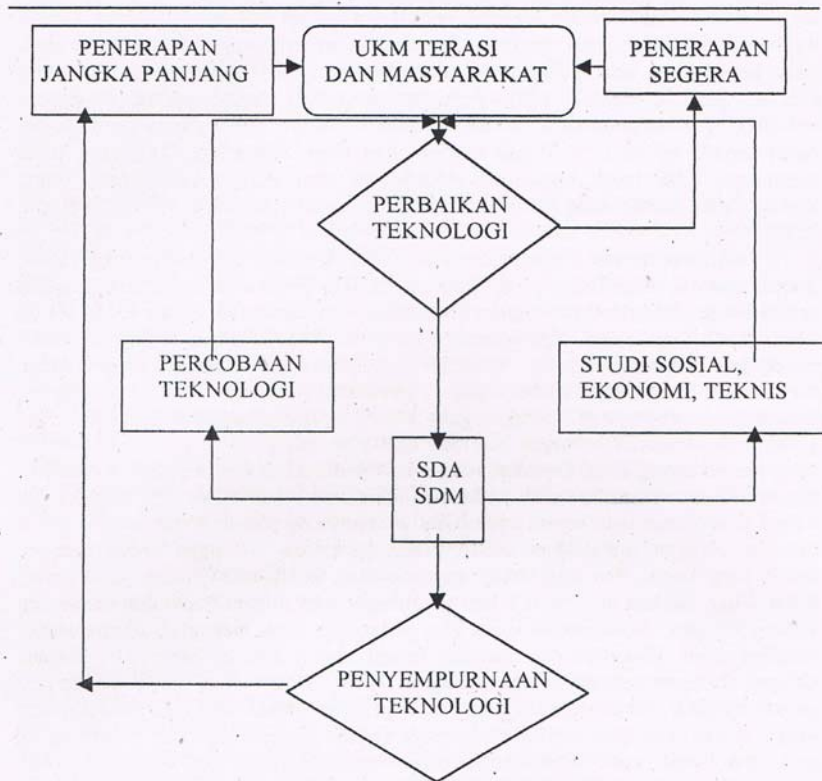 PENERAPAN
JANGKA PANJANG
UKM TERASI
DAN MASYARAKAT
PENERAPAN
SEGERA
PERBAIKAN
TEKNOLOGI
PERCOBAAN
TEKNOLOGI
STUDI SOSIAL,
EKONOMI, TEKNIS
SDA
SDM
PENYEMPURNAAN
TEKNOLOGI